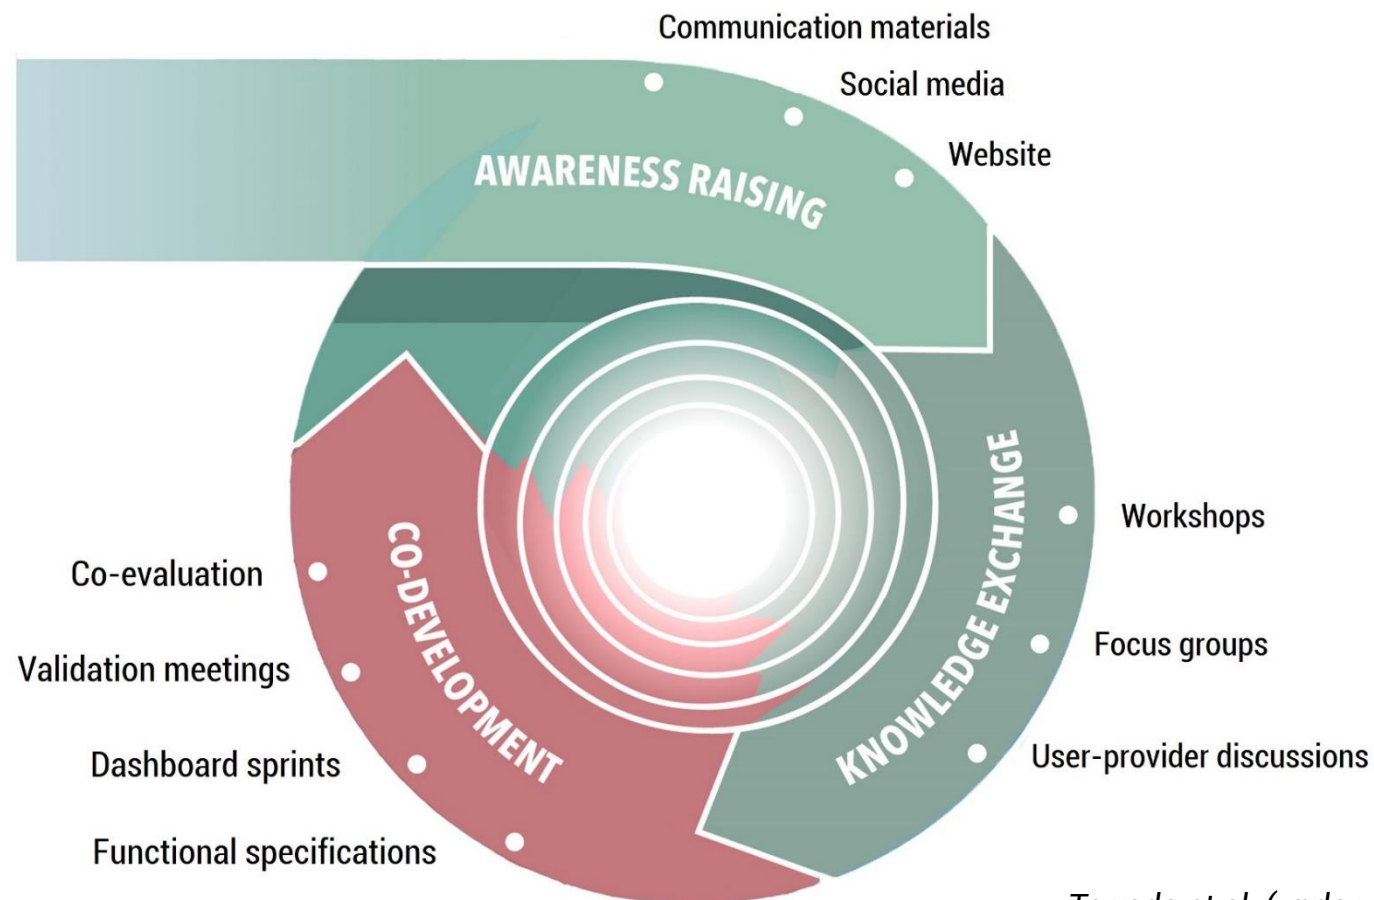 Communication materials
Social media
Website
AWARENESS RAISING
KNOWLEDGE EXCHANGE
Workshops
Focus groups
User-provider discussions
CO-DEVELOPMENT
Co-evaluation
Validation meetings
Dashboard sprints
Functional specifications